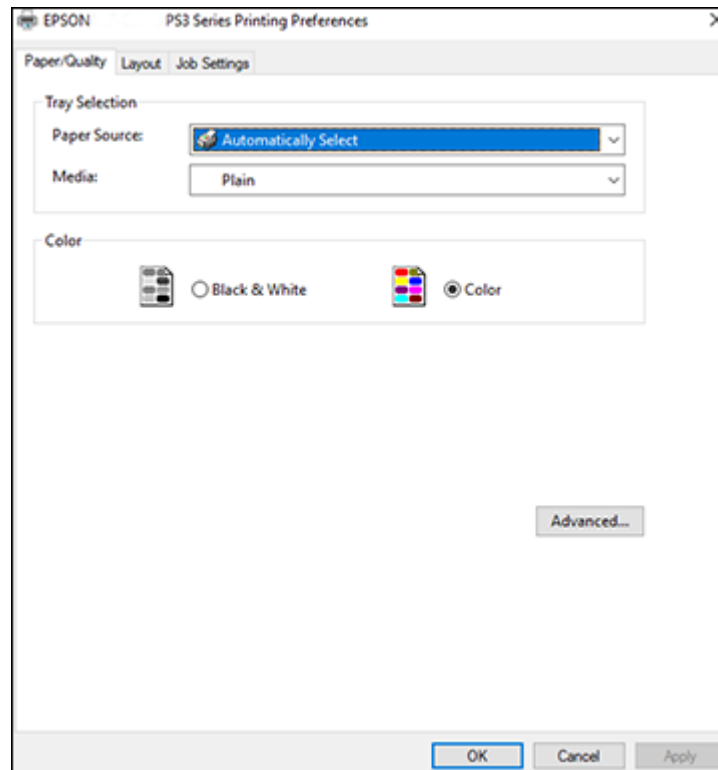 EPSON PS3 Series Printing Preferences
Paper/Quality Layout Job Settings
Tray Selection
Paper Source: Automatically Select
Media: Plain
Color
Black & White Color
Advanced...
OK Cancel Apply